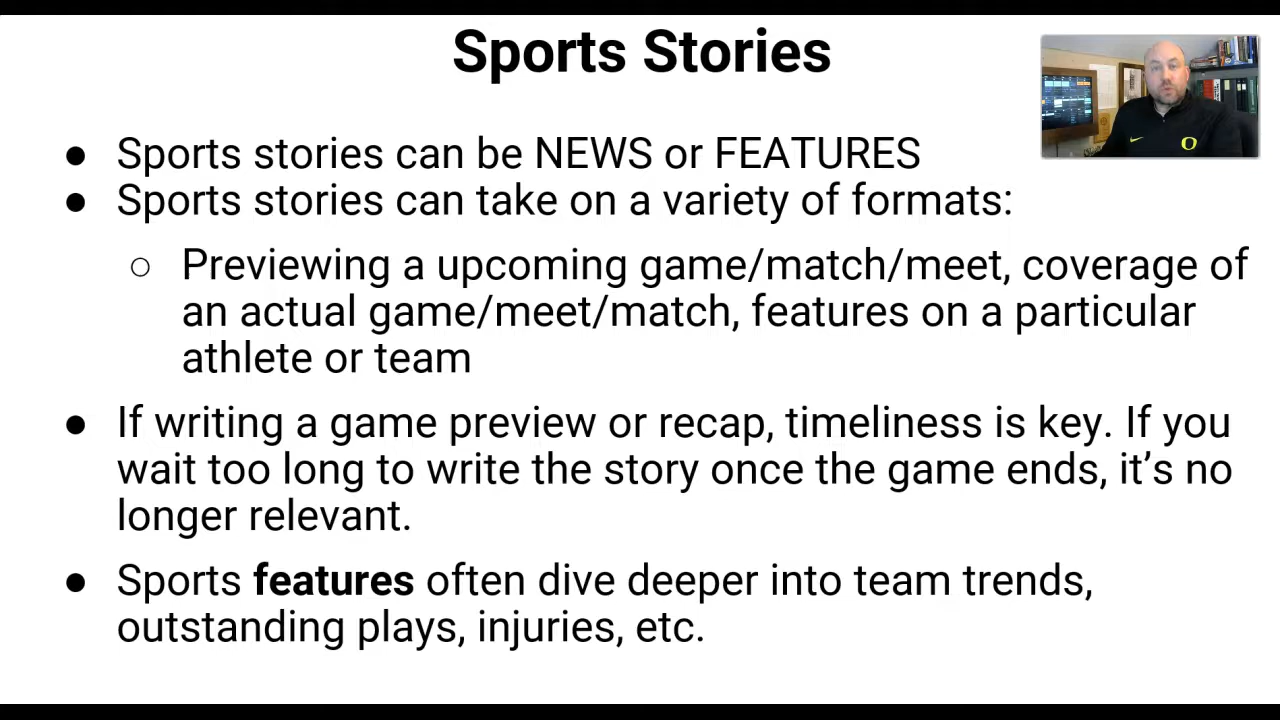 Sports Stories
● Sports stories can be NEWS or FEATURES
● Sports stories can take on a variety of formats:
○ Previewing a upcoming game/match/meet, coverage of
an actual game/meet/match, features on a particular
athlete or team
● If writing a game preview or recap, timeliness is key. If you
wait too long to write the story once the game ends, it’s no
longer relevant.
● Sports features often dive deeper into team trends,
outstanding plays, injuries, etc.